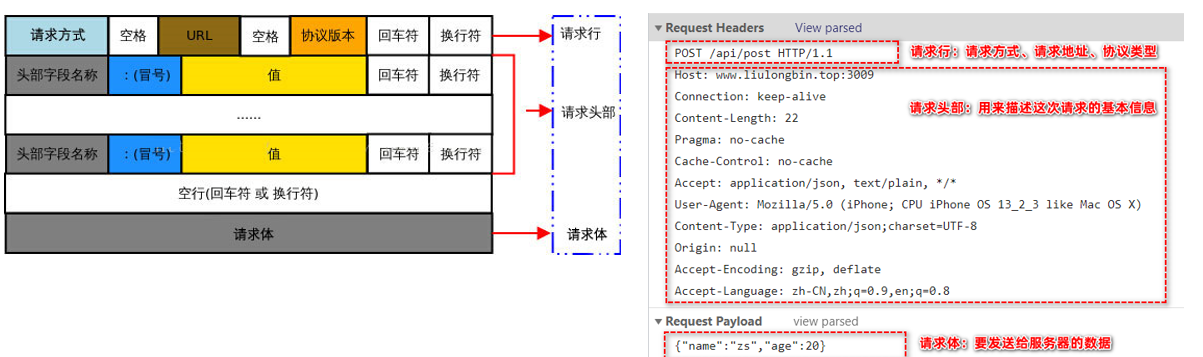 请求方式 空格 URL 空格 协议版本 回车符 换行符 请求行
头部字段名称 : (冒号) 值 回车符 换行符
...... 请求头部
头部字段名称 : (冒号) 值 回车符 换行符
空行(回车符 或 换行符)
请求体 请求体
Request Headers View parsed
POST /api/post HTTP/1.1 请求行：请求方式、请求地址、协议类型
Host: www.liulongbin.top:3009
Connection: keep-alive
请求头部：用来描述这次请求的基本信息
Content-Length: 22
Pragma: no-cache
Cache-Control: no-cache
Accept: application/json, text/plain, */*
User-Agent: Mozilla/5.0 (iPhone; CPU iPhone OS 13_2_3 like Mac OS X)
Content-Type: application/json;charset=UTF-8
Origin: null
Accept-Encoding: gzip, deflate
Accept-Language: zh-CN,zh;q=0.9,en;q=0.8
Request Payload view parsed
{"name":"zs","age":20} 请求体：要发送给服务器的数据